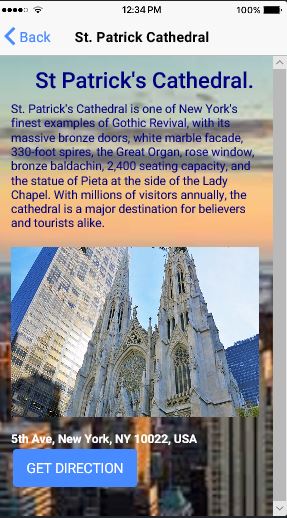 12:34 PM
100%
Back
St. Patrick Cathedral
St Patrick's Cathedral.
St. Patrick's Cathedral is one of New York's
finest examples of Gothic Revival, with its
massive bronze doors, white marble facade,
330-foot spires, the Great Organ, rose window,
bronze baldachin, 2,400 seating capacity, and
the statue of Pieta at the side of the Lady
Chapel. With millions of visitors annually, the
cathedral is a major destination for believers
and tourists alike.
5th Ave, New York, NY 10022, USA
GET DIRECTION